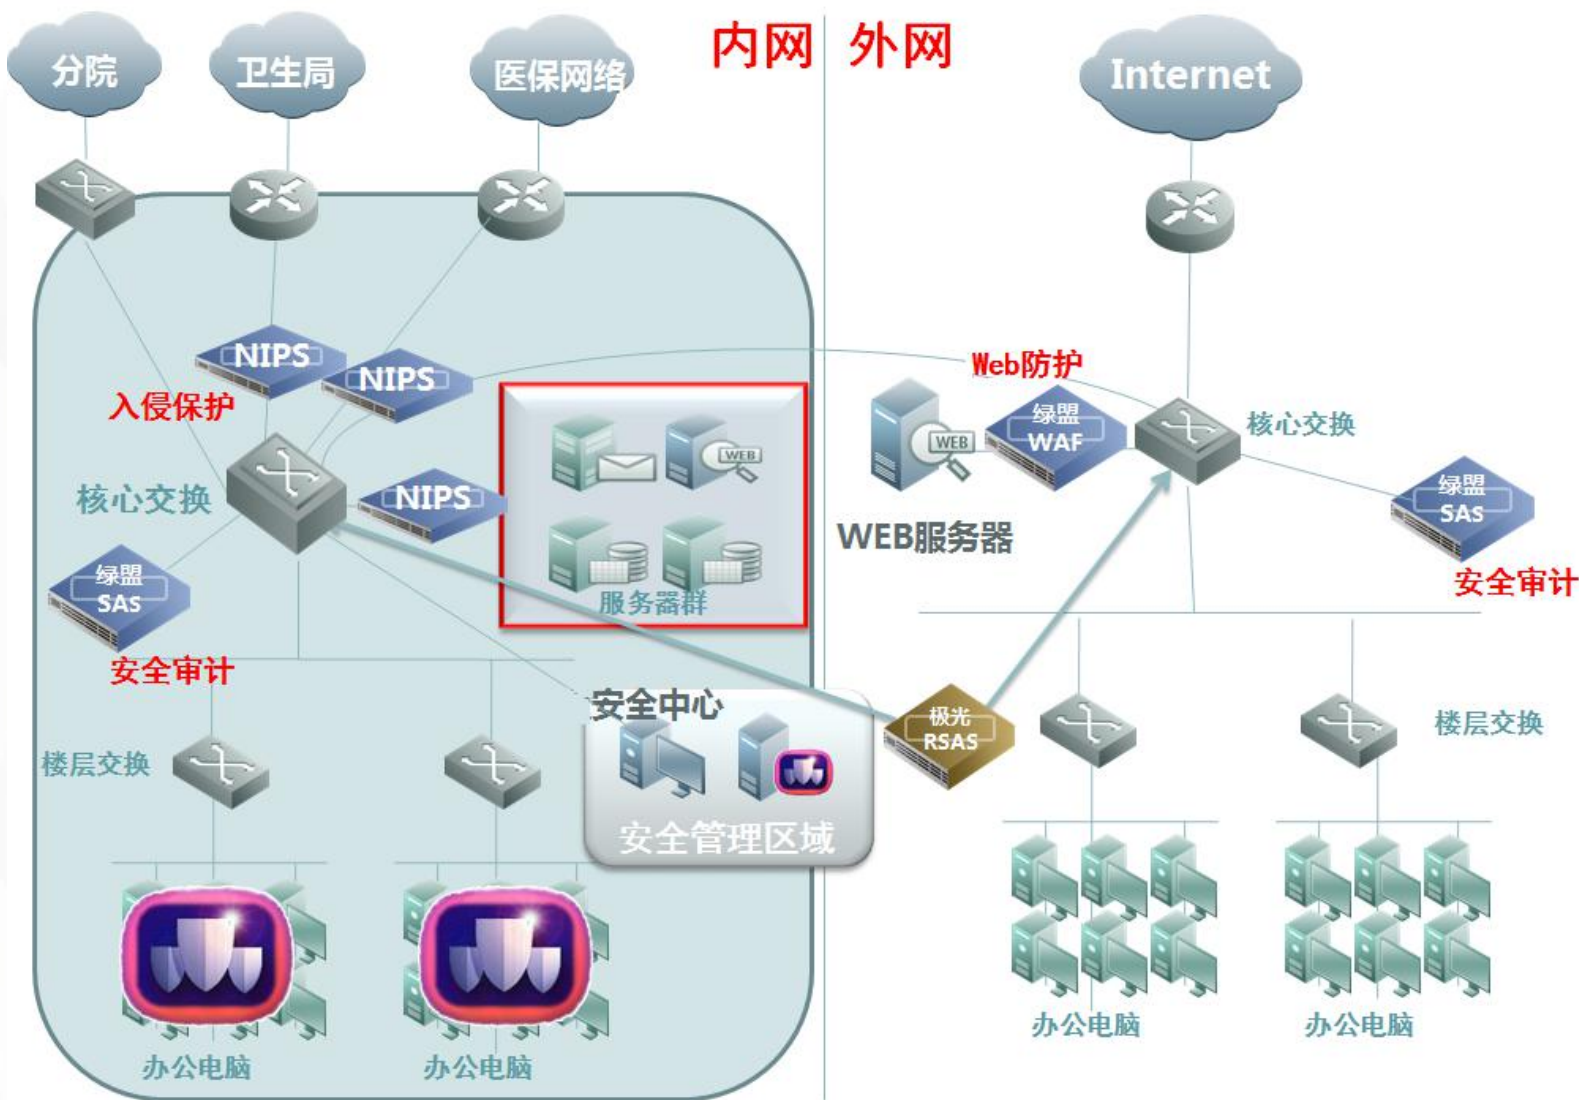 内网
外网
分院
卫生局
医保网络
Internet
NIPS
NIPS
入侵保护
Web防护
绿盟
WAF
核心交换
WEB
WEB
核心交换
NIPS
绿盟
SAs
WEB服务器
安全审计
绿盟
SAS
服务器群
安全审计
安全中心
极光
RSAS
楼层交换
楼层交换
安全管理区域
办公电脑
办公电脑
办公电脑
办公电脑